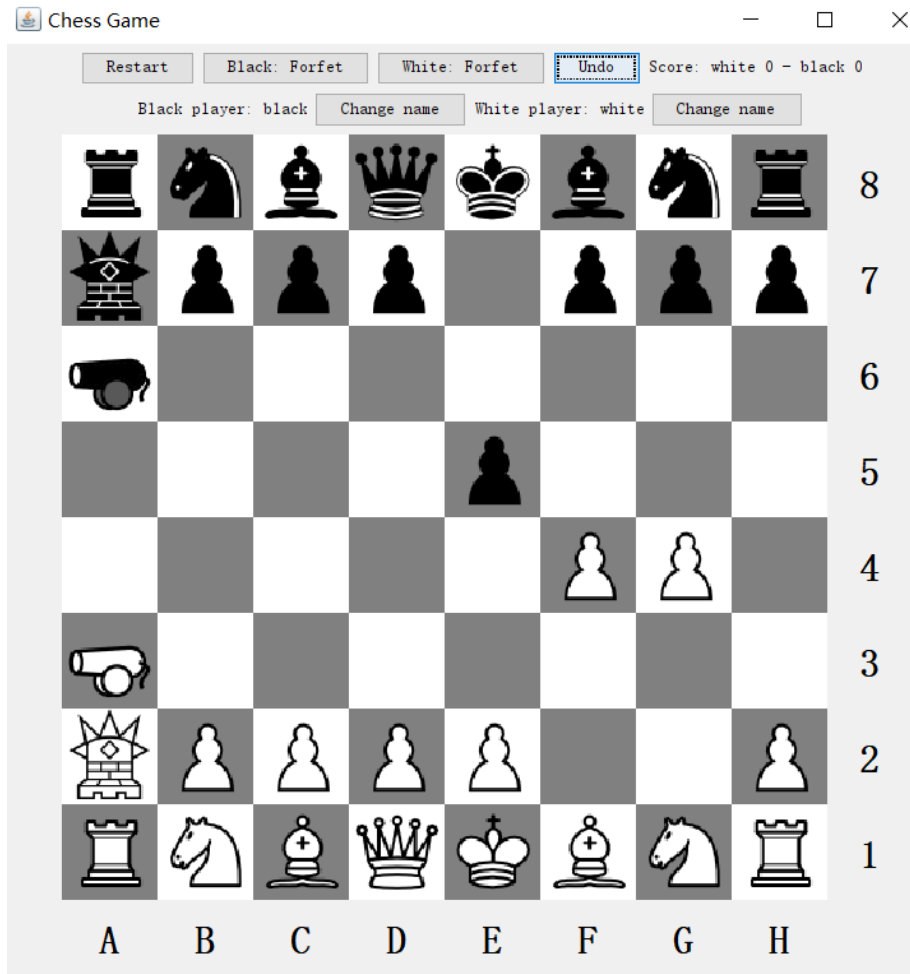 Chess Game
Restart Black: Forfet White: Forfet Undo Score: white 0 - black 0
Black player: black Change name White player: white Change name
8
7
6
5
4
3
2
1
A B C D E F G H